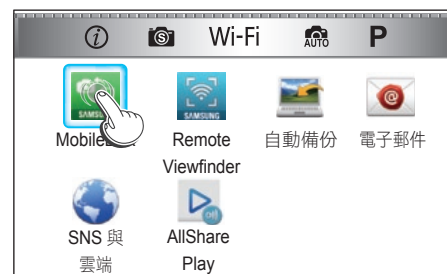 i S Wi-Fi AUTO P
SAMSUNG SAMSUNG
Remote Viewfinder
自動備份
電子郵件
SNS 與
雲端
AllShare
Play